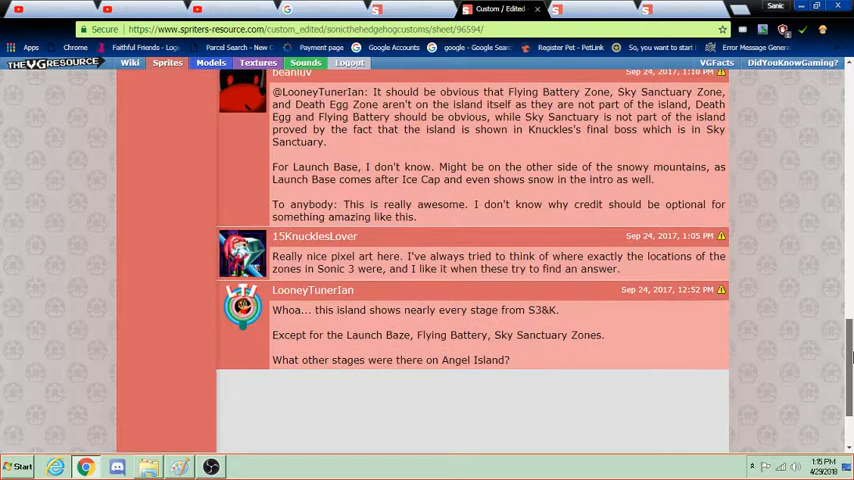 Sanic
Custom / Edited -
Secure
https://www.spriters-resource.com/custom_edited/sonicthehedgehogcustoms/sheet/96594/
Apps Chrome Faithful Friends - Lo Parcel Search - New C Payment page Google Accounts google - Google Sear Register Pet - PetLink So, you want to start Error Message Genera
THE VG RESOURCE Wiki Sprites Models Textures Sounds Logout VGFacts DidYouKnowGaming?
beanluv Sep 24, 2017, 1:10 PM
@LooneyTunerIan: It should be obvious that Flying Battery Zone, Sky Sanctuary Zone,
and Death Egg Zone aren't on the island itself as they are not part of the island, Death
Egg and Flying Battery should be obvious, while Sky Sanctuary is not part of the island
proved by the fact that the island is shown in Knuckles's final boss which is in Sky
Sanctuary.
For Launch Base, I don't know. Might be on the other side of the snowy mountains, as
Launch Base comes after Ice Cap and even shows snow in the intro as well.
To anybody: This is really awesome. I don't know why credit should be optional for
something amazing like this.
15KnucklesLover Sep 24, 2017, 1:05 PM
Really nice pixel art here. I've always tried to think of where exactly the locations of the
zones in Sonic 3 were, and I like it when these try to find an answer.
LooneyTunerIan Sep 24, 2017, 12:52 PM
LTI
Whoa... this island shows nearly every stage from S3&K.
Except for the Launch Baze, Flying Battery, Sky Sanctuary Zones.
What other stages were there on Angel Island?
Start
1:15 PM
4/29/2018